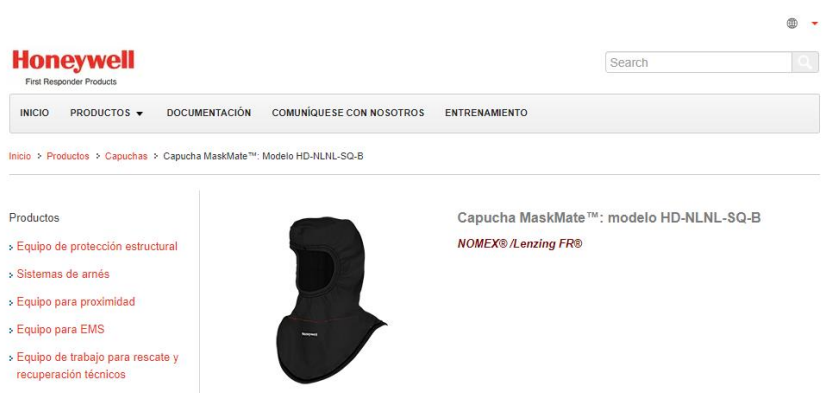 Honeywell
First Responder Products
Search
INICIO PRODUCTOS DOCUMENTACIÓN COMUNÍQUESE CON NOSOTROS ENTRENAMIENTO
Inicio > Productos > Capuchas > Capucha MaskMate™: Modelo HD-NLNL-SQ-B
Productos
Equipo de protección estructural
Sistemas de arnés
Equipo para proximidad
Equipo para EMS
Equipo de trabajo para rescate y
recuperación técnicos
Honeywell
Capucha MaskMate™: modelo HD-NLNL-SQ-B
NOMEX® /Lenzing FR®